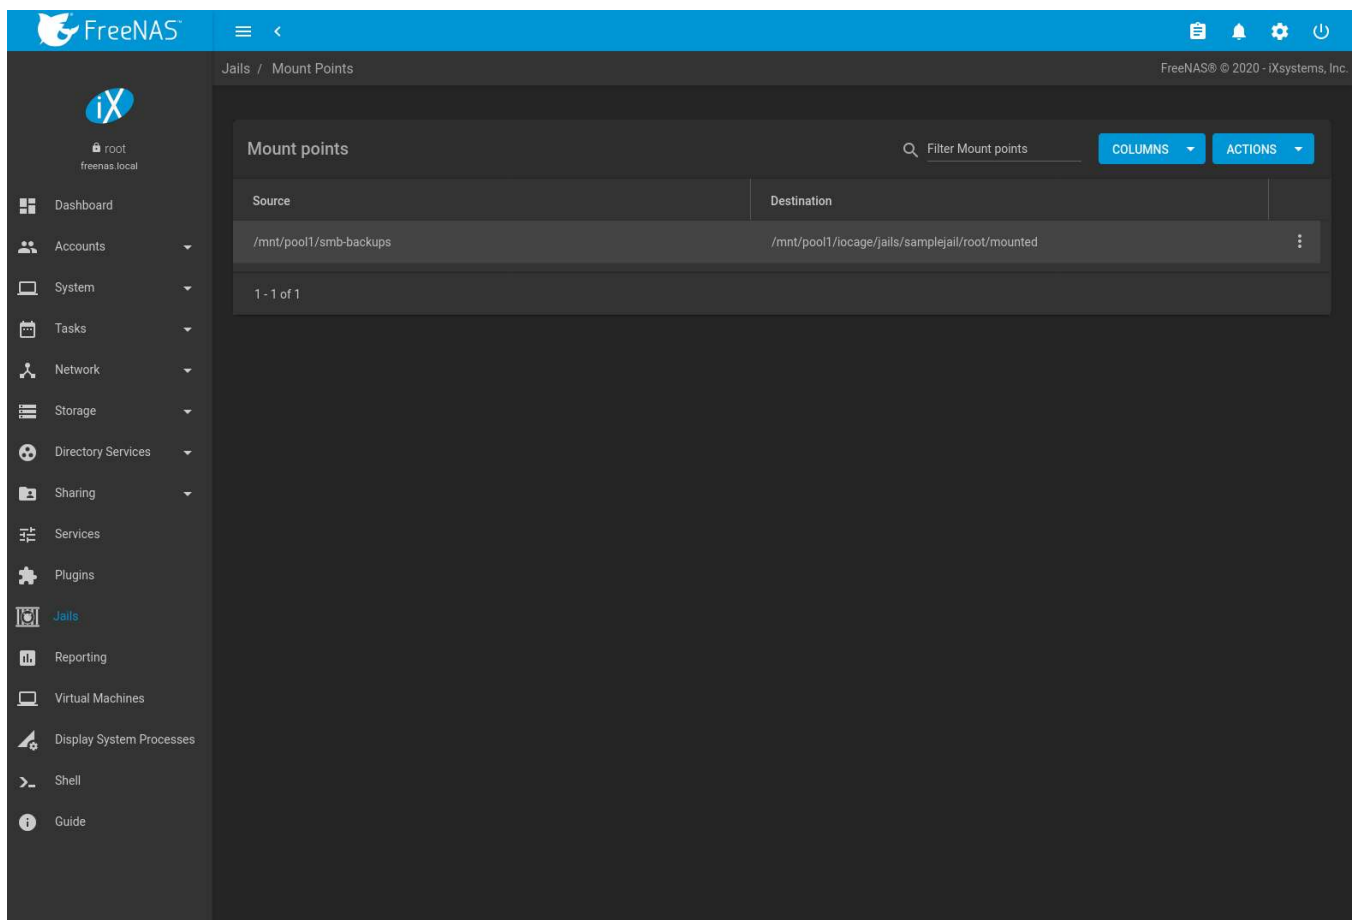 FreeNAS
Jails / Mount Points
FreeNAS® © 2020 - iXsystems, Inc.
iX
root
freenas.local
Mount points
Filter Mount points
COLUMNS
ACTIONS
Source
Destination
/mnt/pool1/smb-backups
/mnt/pool1/iocage/jails/samplejail/root/mounted
1 - 1 of 1
Dashboard
Accounts
System
Tasks
Network
Storage
Directory Services
Sharing
Services
Plugins
Jails
Reporting
Virtual Machines
Display System Processes
Shell
Guide